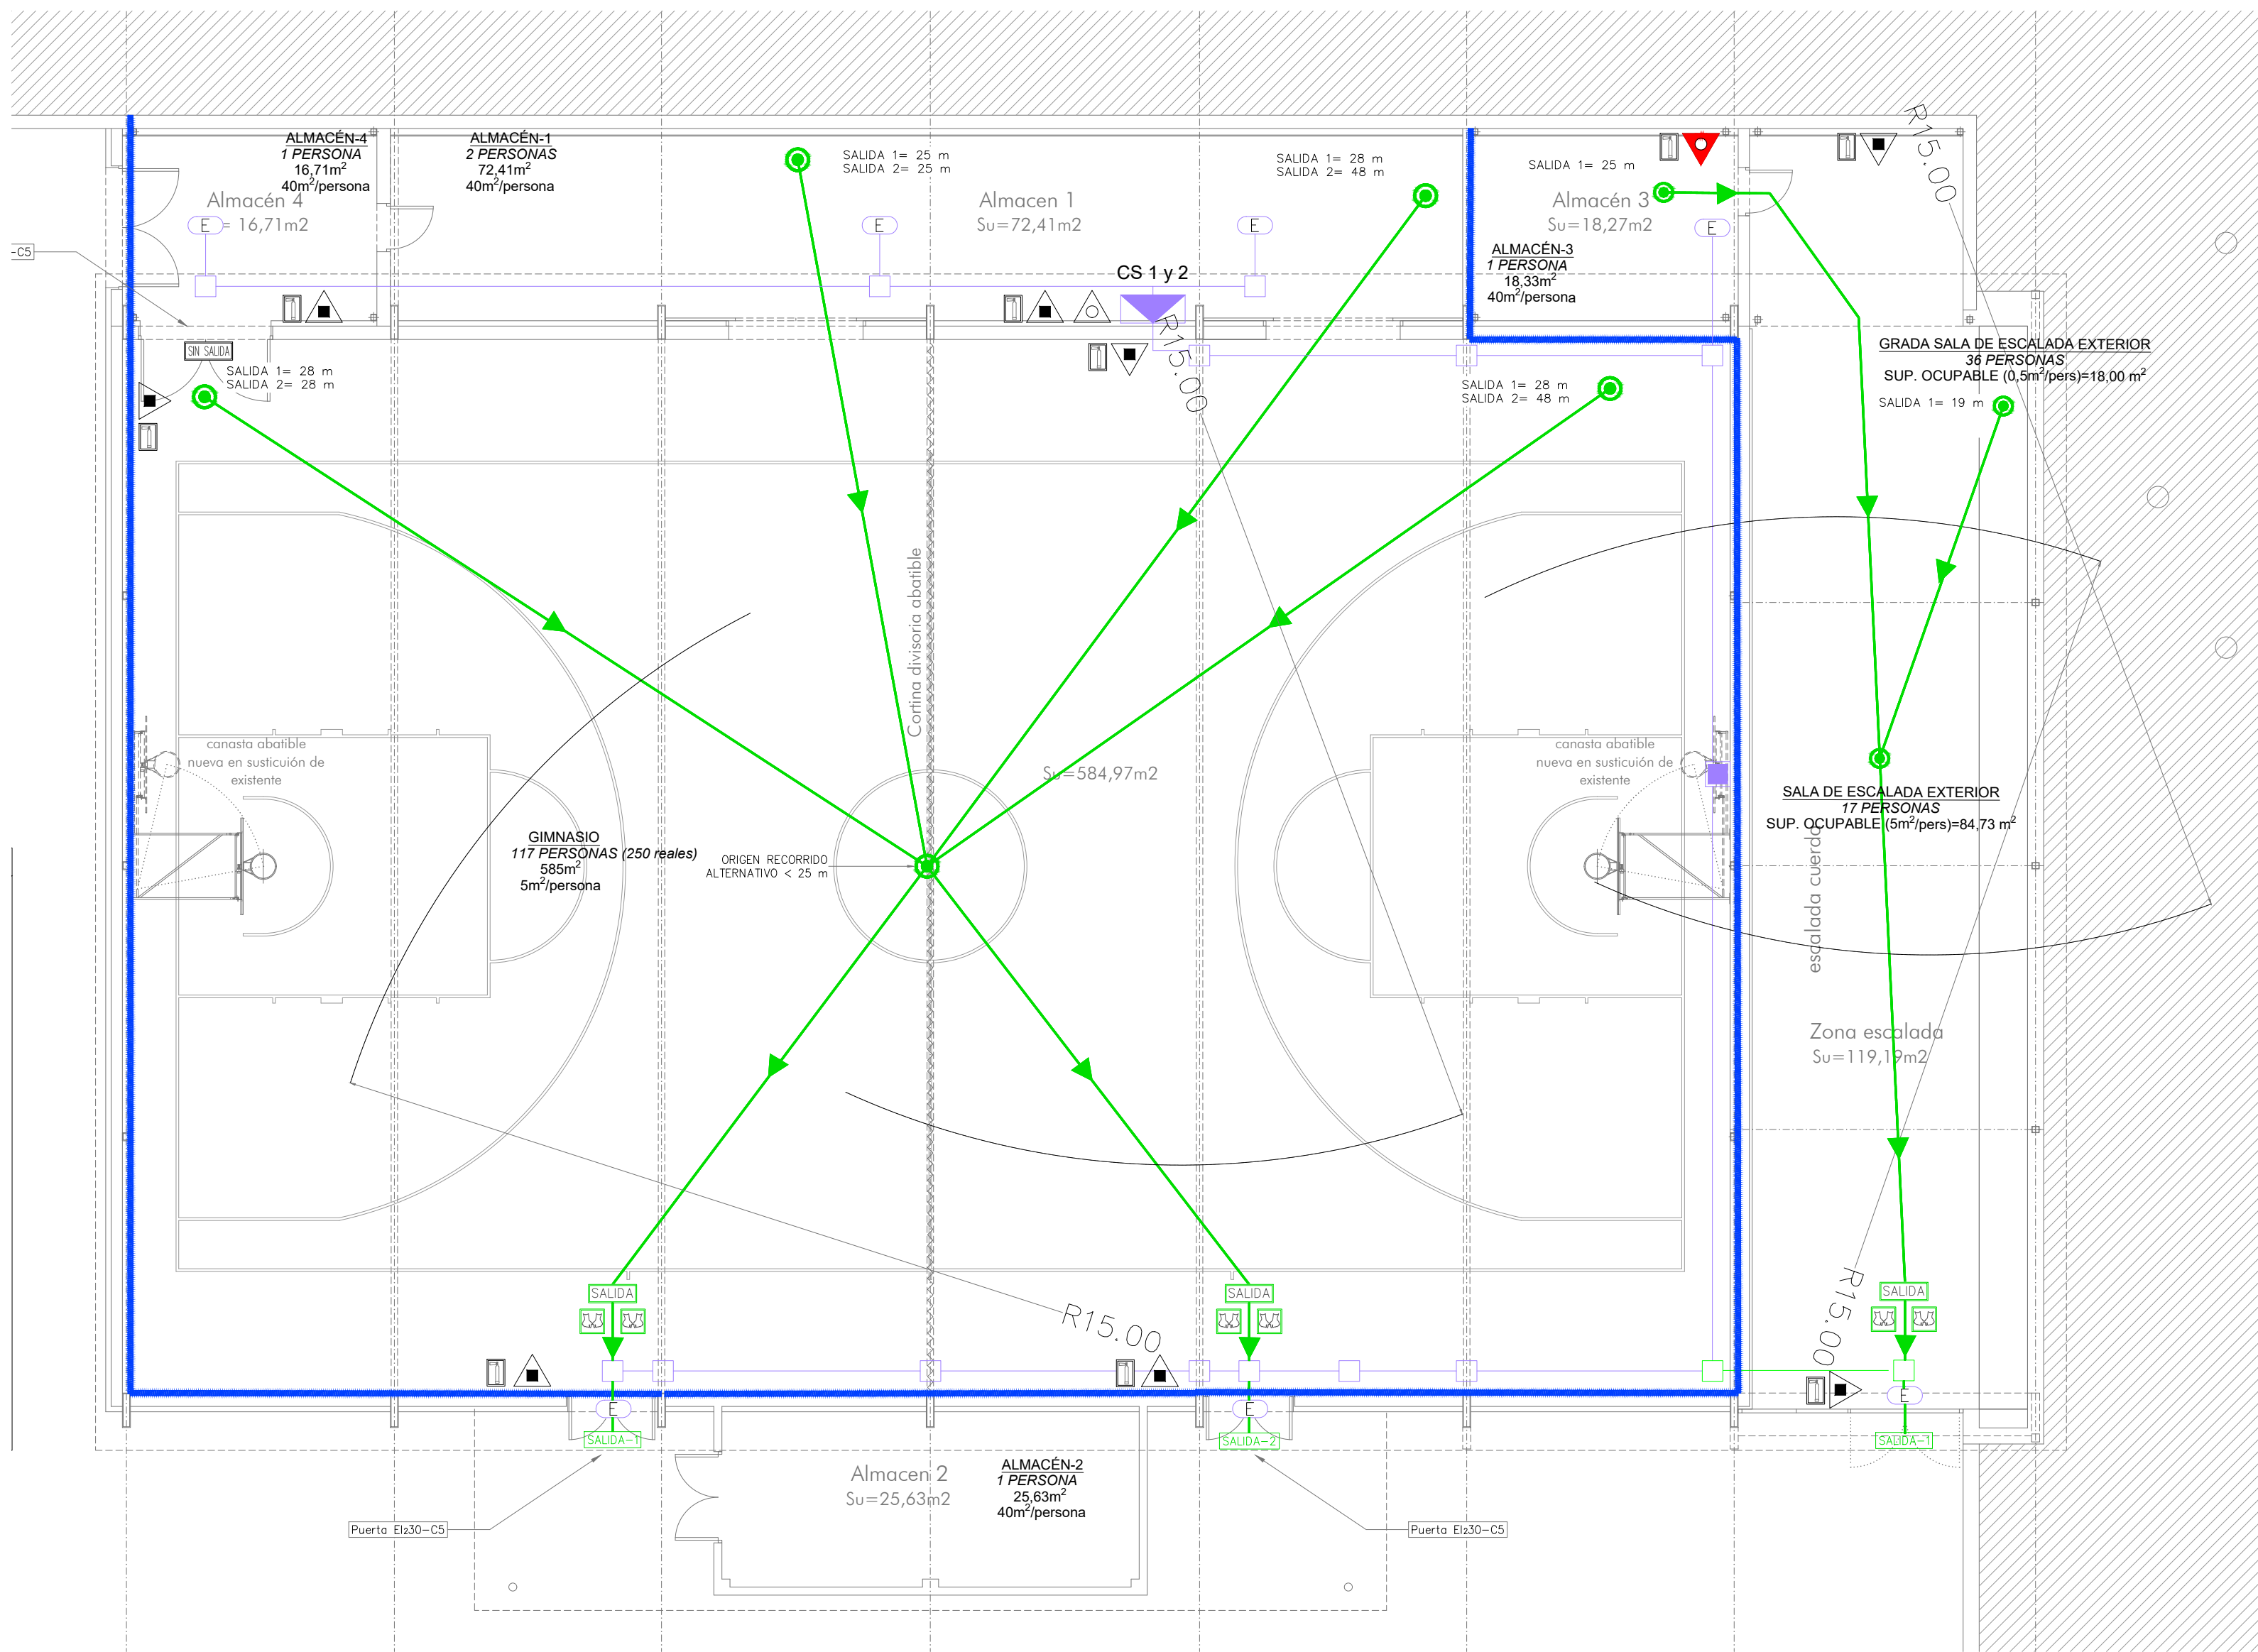 ALMACÉN-4
1 PERSONA
16,71m²
40m²/persona
Almacén 4
= 16,71m2
E
-C5
SIN SALIDA
SALIDA 1= 28 m
SALIDA 2= 28 m
ALMACÉN-1
2 PERSONAS
72,41m²
40m²/persona
SALIDA 1= 25 m
SALIDA 2= 25 m
Almacen 1
Su=72,41m2
E
E
CS 1 y 2
R15.00
SALIDA 1= 28 m
SALIDA 2= 48 m
SALIDA 1= 25 m
Almacén 3
Su=18,27m2
E
ALMACÉN-3
1 PERSONA
18,33m²
40m²/persona
R15.00
GRADA SALA DE ESCALADA EXTERIOR
36 PERSONAS
SUP. OCUPABLE (0,5m²/pers)=18,00 m²
SALIDA 1= 19 m
SALIDA 1= 28 m
SALIDA 2= 48 m
Cortina divisoria abatible
canasta abatible
nueva en susticuión de
existente
Su=584,97m2
canasta abatible
nueva en susticuión de
existente
SALA DE ESCALADA EXTERIOR
17 PERSONAS
SUP. OCUPABLE (5m²/pers)=84,73 m²
GIMNASIO
117 PERSONAS (250 reales)
585m²
5m²/persona
ORIGEN RECORRIDO
ALTERNATIVO < 25 m
escalada cuerda
Zona escalada
Su=119,19m2
SALIDA
SALIDA
SALIDA
R15.00
R15.00
E
E
E
SALIDA-1
SALIDA-2
SALIDA-1
Almacen 2
Su=25,63m2
ALMACÉN-2
1 PERSONA
25,63m²
40m²/persona
Puerta EI₂30-C5
Puerta EI₂30-C5